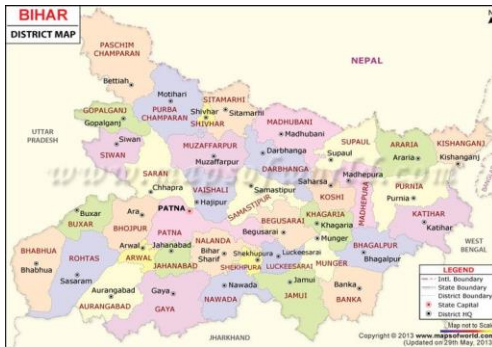 BIHAR
DISTRICT MAP
PASCHIM
CHAMPARAN
Bettiah
NEPAL
Motihari
PURBA
CHAMPARAN
SITAMARHI
Shivhar
Sitamarhi
SHIVHAR
GOPALGANJ
Gopalganj
UTTAR
PRADESH
Siwan
SIWAN
MUZAFFARPUR
Muzaffarpur
MADHUBANI
Madhubani
Darbhanga
DARBHANGA
SUPAUL
Supaul
ARARIA
Araria
KISHANGANJ
Kishanganj
SARAN
Chhapra
VAISHALI
Hajipur
Samastipur
SAMASTIPUR
Saharsa
Madhepura
KOSHI
MADHEPURA
PURNIA
Purnia
KATIHAR
Katihar
WEST
BENGAL
Buxar
BUXAR
Ara
BHOJPUR
PATNA
PATNA
BEGUSARAI
Begusarai
KHAGARIA
Khagaria
Munger
MUNGER
BHAGALPUR
Bhagalpur
BHABHUA
Bhabhua
ROHTAS
Sasaram
Arwal
ARWAL
Jahanabad
JAHANABAD
NALANDA
Bihar
Sharif
Shekhupura
SHEKHPURA
Luckeesarai
LUCKEESARAI
Aurangabad
AURANGABAD
Gaya
GAYA
Nawada
NAWADA
Jamui
JAMUI
Banka
BANKA
JHARKHAND
LEGEND
Intl. Boundary
State Boundary
District Boundary
State Capital
District HQ
Map not to Scale
Copyright © 2013 www.mapsofworld.com
(Updated on 29th May, 2013)